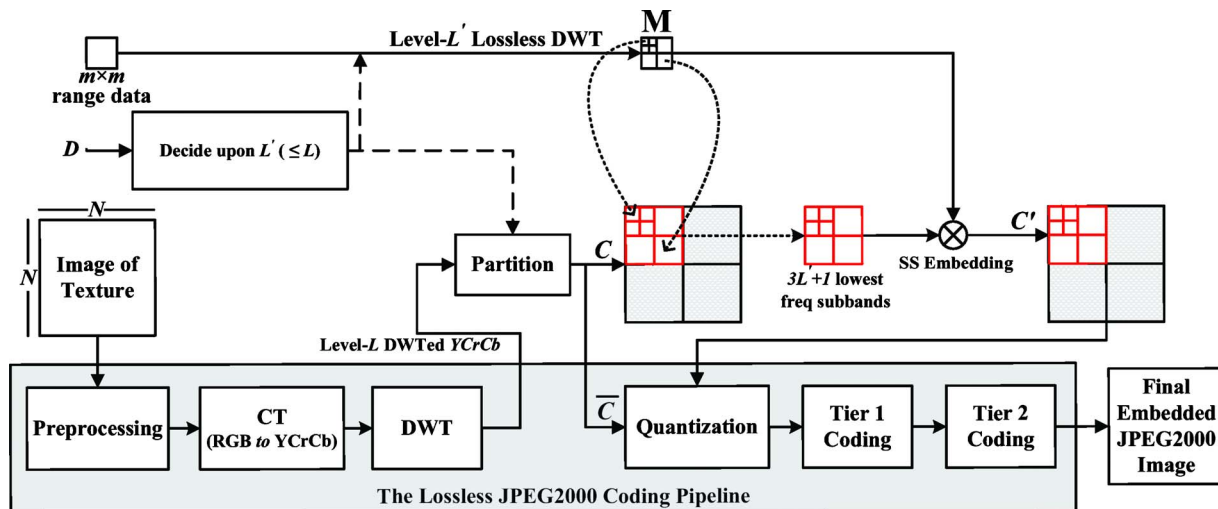 M
Level-L′ Lossless DWT
m×m
range data
D
Decide upon L′ (≤ L)
N
N
Image of
Texture
Partition
C
3L′+1 lowest
freq subbands
SS Embedding
C'
Level-L DWTed YCrCb
Preprocessing
CT
(RGB to YCrCb)
DWT
C̅
Quantization
Tier 1
Coding
Tier 2
Coding
Final
Embedded
JPEG2000
Image
The Lossless JPEG2000 Coding Pipeline